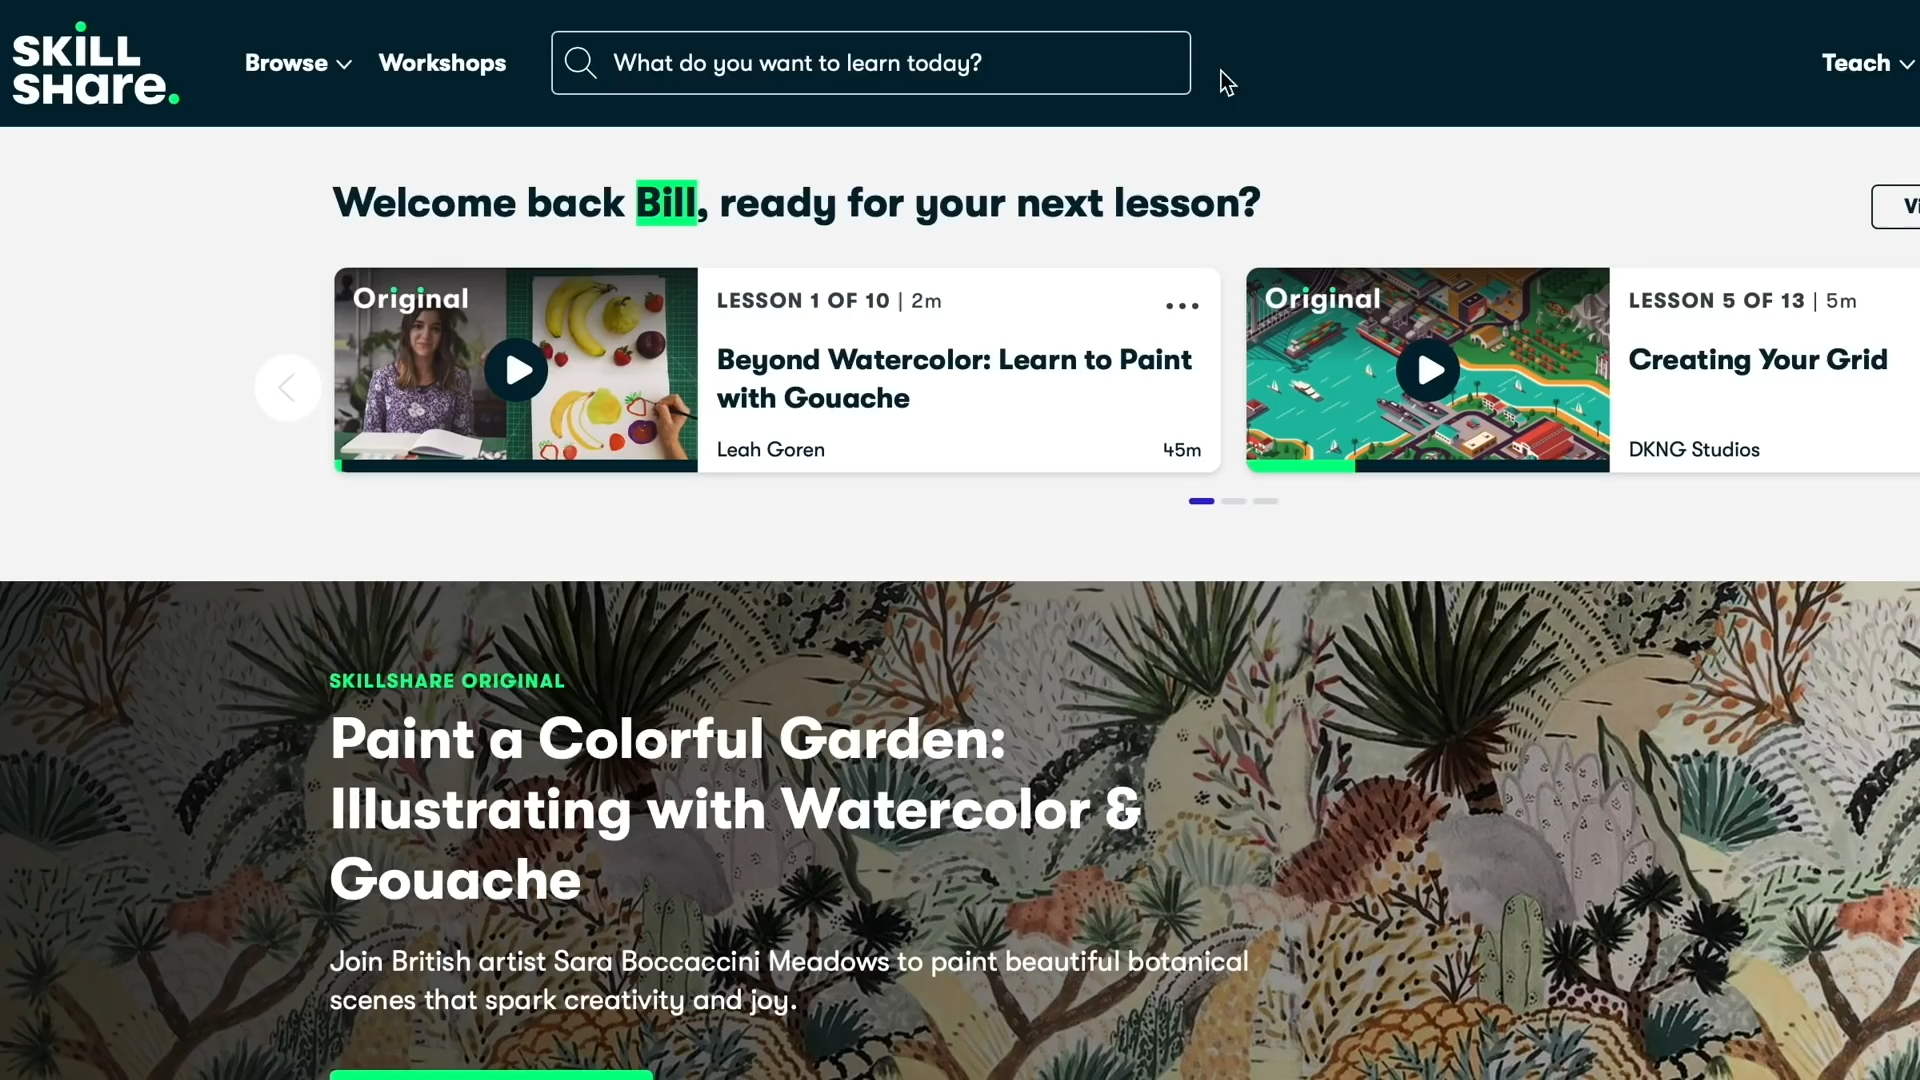 SKILL
SHare.
Browse
Workshops
What do you want to learn today?
Teach
Welcome back Bill, ready for your next lesson?
Original
LESSON 1 OF 10 | 2m
Beyond Watercolor: Learn to Paint
with Gouache
Leah Goren
45m
Original
LESSON 5 OF 13 | 5m
Creating Your Grid
DKNG Studios
SKILLSHARE ORIGINAL
Paint a Colorful Garden:
Illustrating with Watercolor &
Gouache
Join British artist Sara Boccaccini Meadows to paint beautiful botanical
scenes that spark creativity and joy.